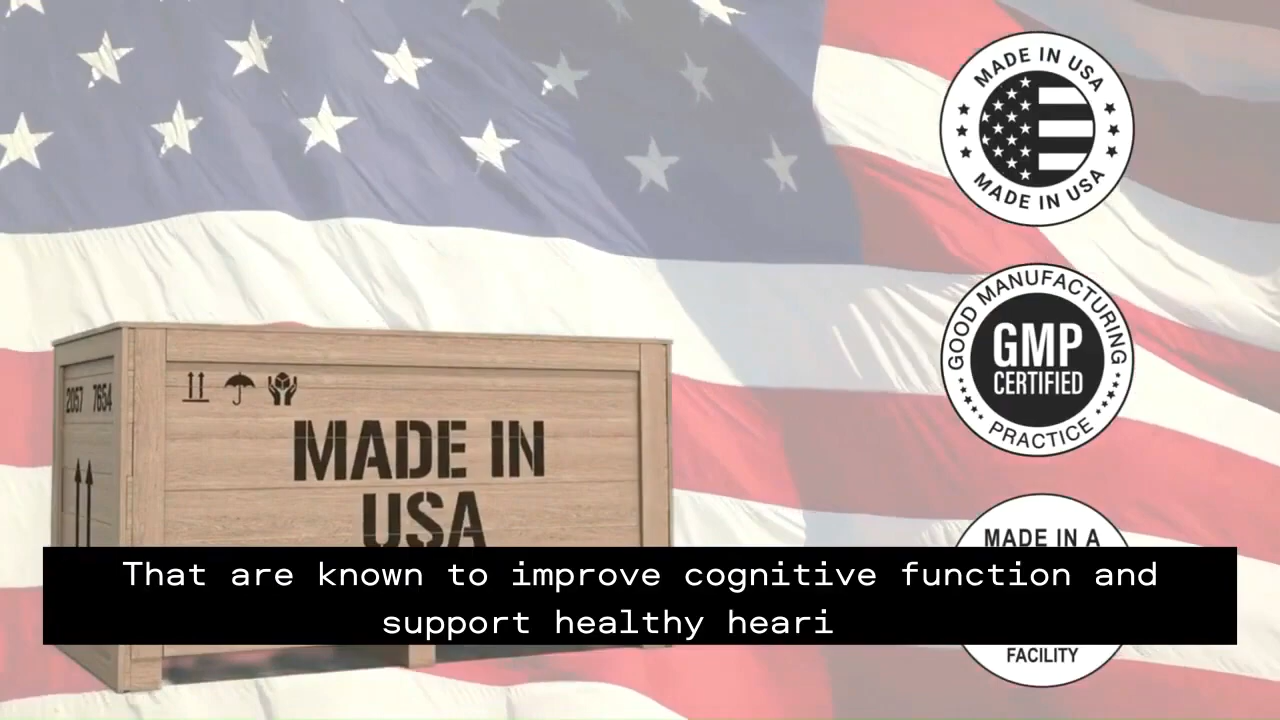 MADE IN USA
MADE IN USA
GOOD MANUFACTURING
GMP
CERTIFIED
PRACTICE
2057 7654
MADE IN
USA
MADE IN A
That are known to improve cognitive function and
support healthy heari
FACILITY